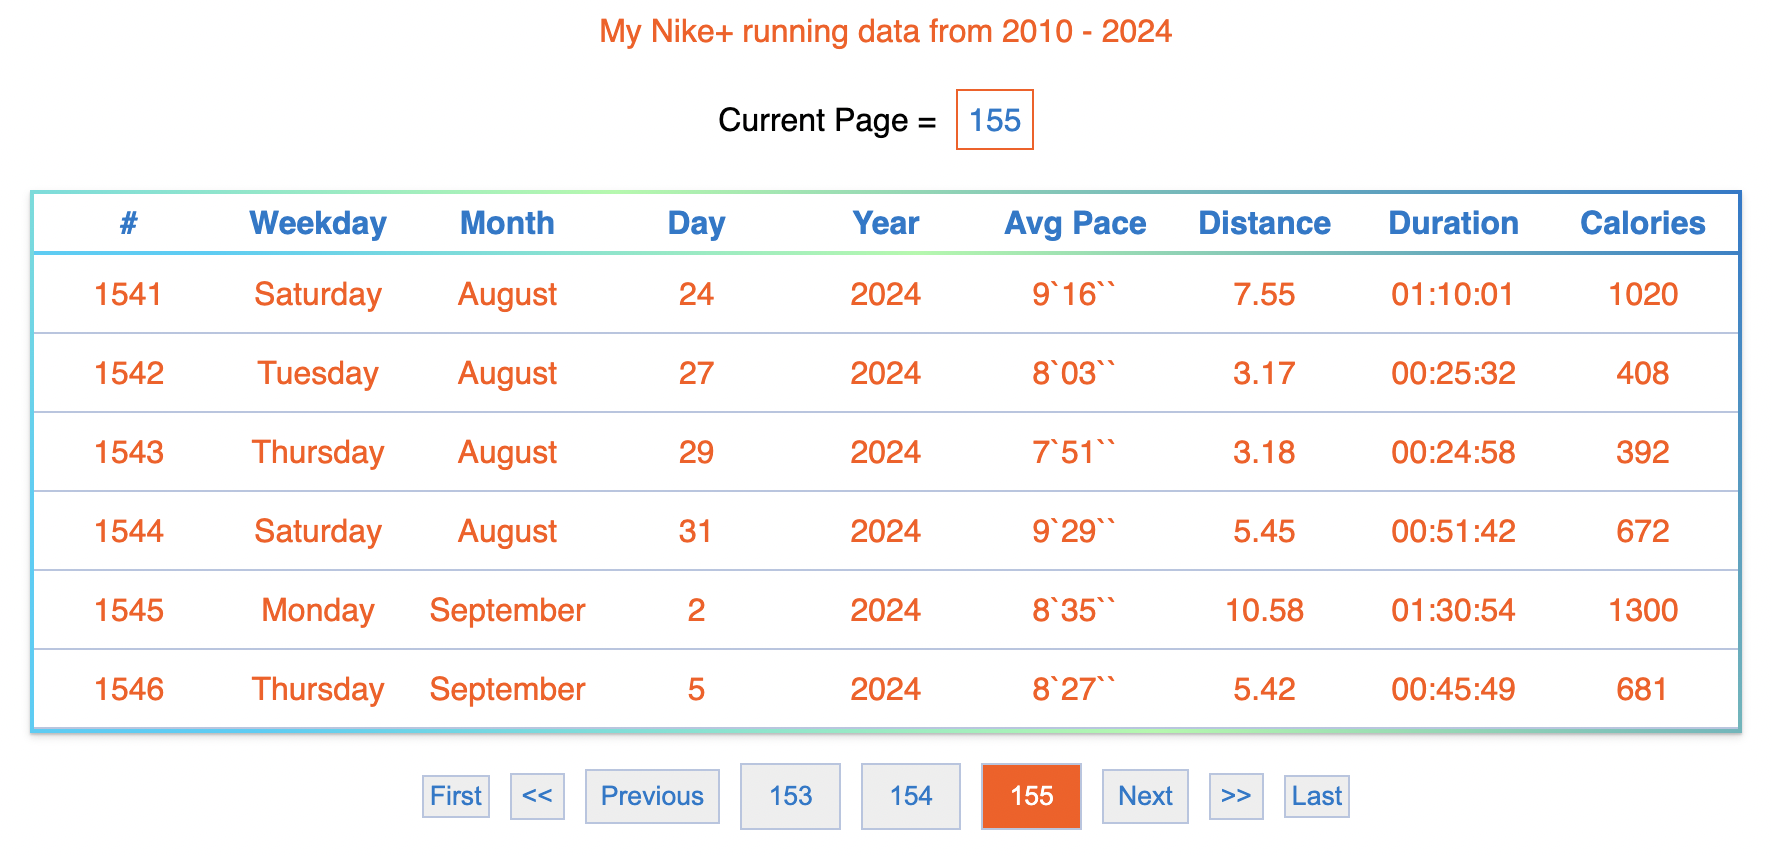 My Nike+ running data from 2010 - 2024
Current Page = 155
# Weekday Month Day Year Avg Pace Distance Duration Calories
1541 Saturday August 24 2024 9`16`` 7.55 01:10:01 1020
1542 Tuesday August 27 2024 8`03`` 3.17 00:25:32 408
1543 Thursday August 29 2024 7`51`` 3.18 00:24:58 392
1544 Saturday August 31 2024 9`29`` 5.45 00:51:42 672
1545 Monday September 2 2024 8`35`` 10.58 01:30:54 1300
1546 Thursday September 5 2024 8`27`` 5.42 00:45:49 681
First << Previous 153 154 155 Next >> Last